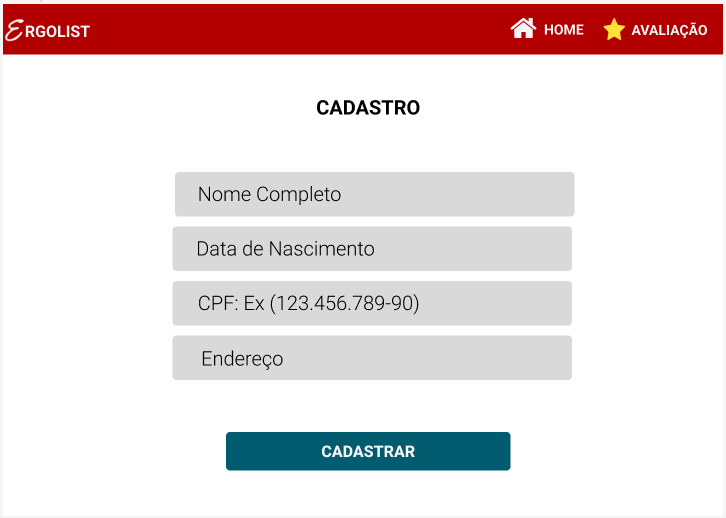 ERGOLIST HOME AVALIAÇÃO
CADASTRO
Nome Completo
Data de Nascimento
CPF: Ex (123.456.789-90)
Endereço
CADASTRAR